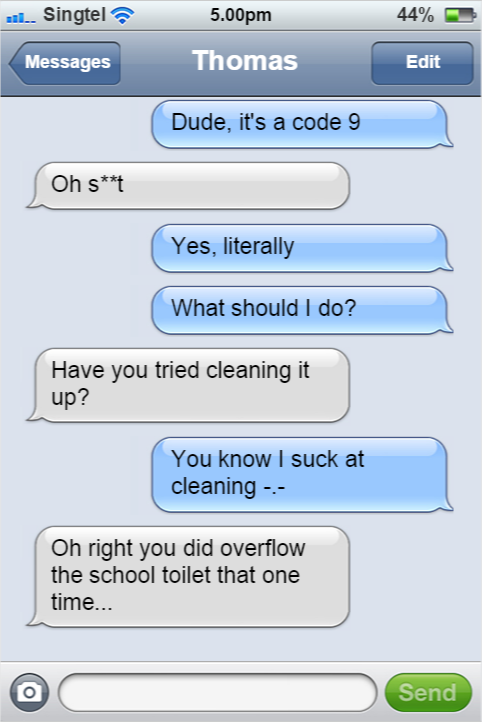 Singtel 5.00pm 44%
Messages Thomas Edit
Dude, it's a code 9
Oh s**t
Yes, literally
What should I do?
Have you tried cleaning it
up?
You know I suck at
cleaning -.-
Oh right you did overflow
the school toilet that one
time...
Send